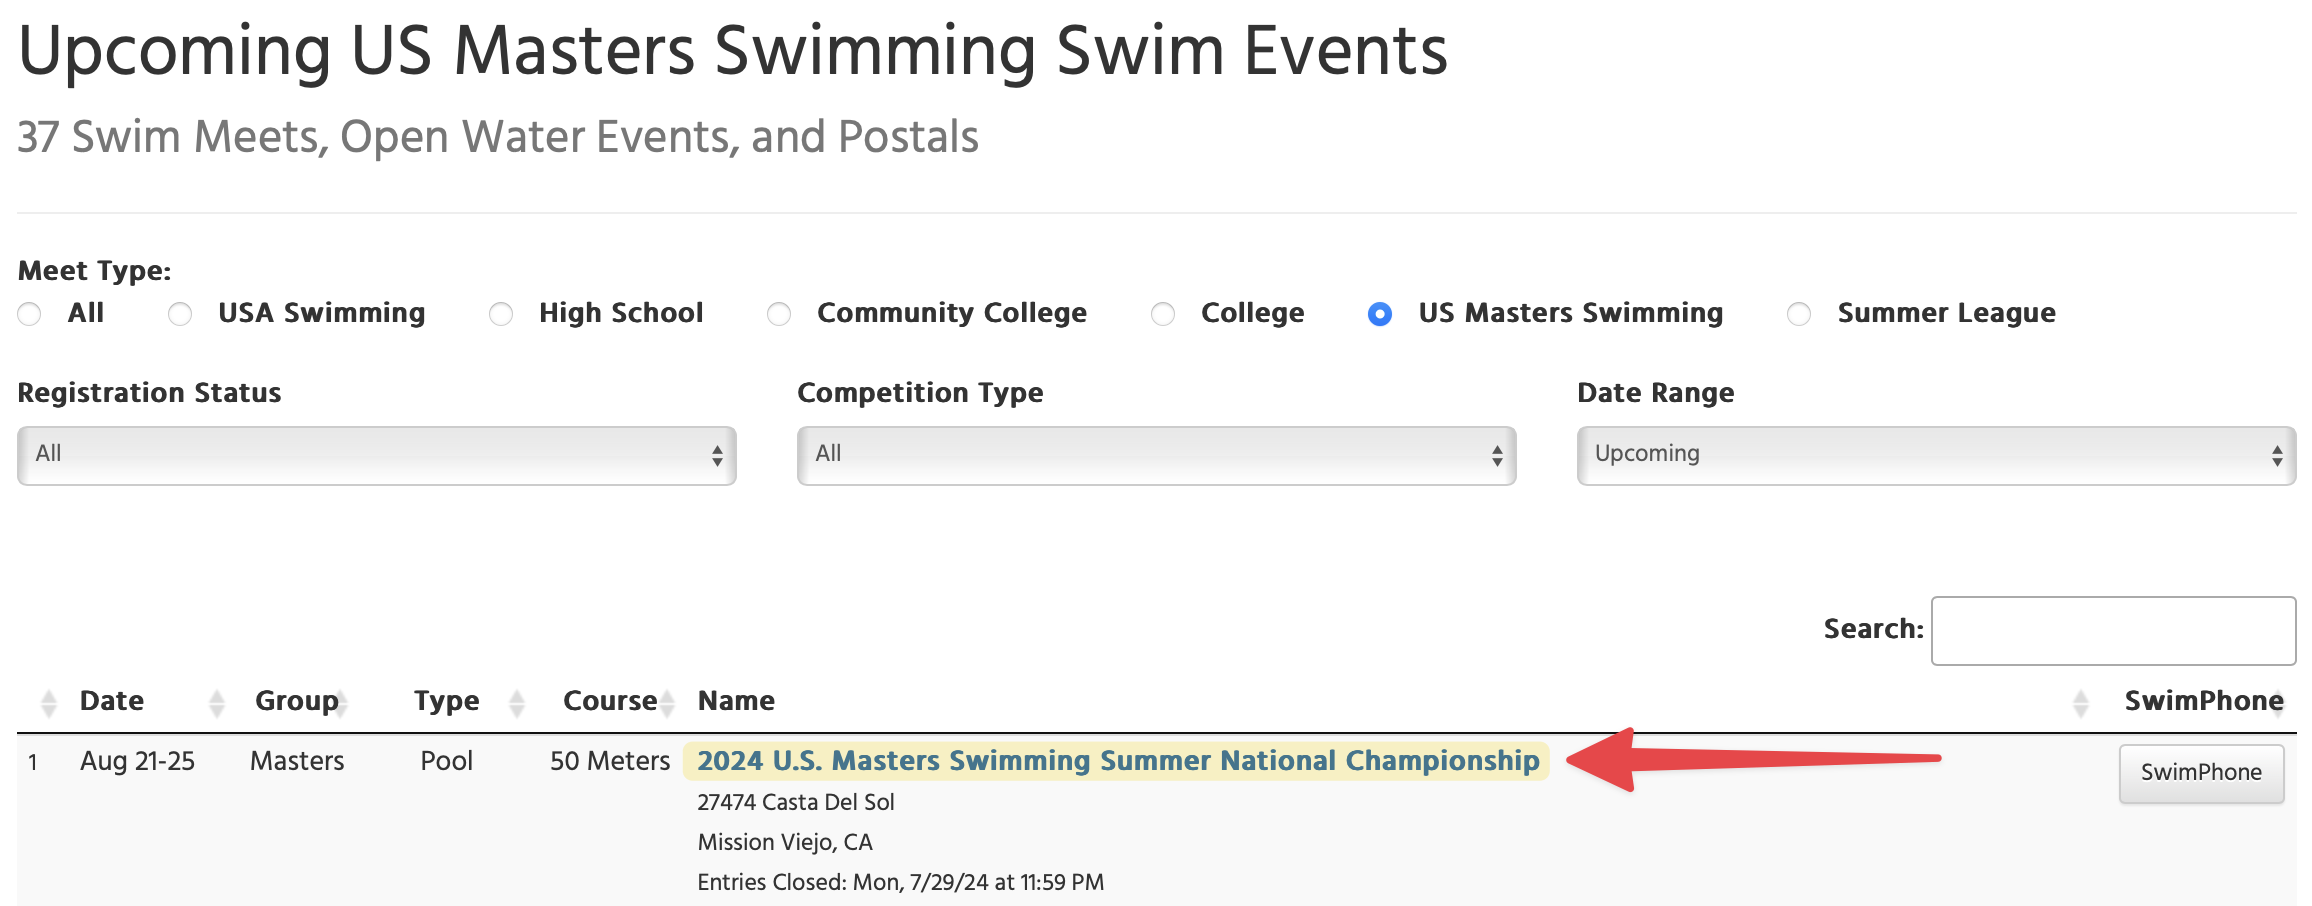 Upcoming US Masters Swimming Swim Events
37 Swim Meets, Open Water Events, and Postals
Meet Type:
All USA Swimming High School Community College College US Masters Swimming Summer League
Registration Status Competition Type Date Range
All All Upcoming
Search:
Date Group Type Course Name SwimPhone
1 Aug 21-25 Masters Pool 50 Meters 2024 U.S. Masters Swimming Summer National Championship SwimPhone
27474 Casta Del Sol
Mission Viejo, CA
Entries Closed: Mon, 7/29/24 at 11:59 PM